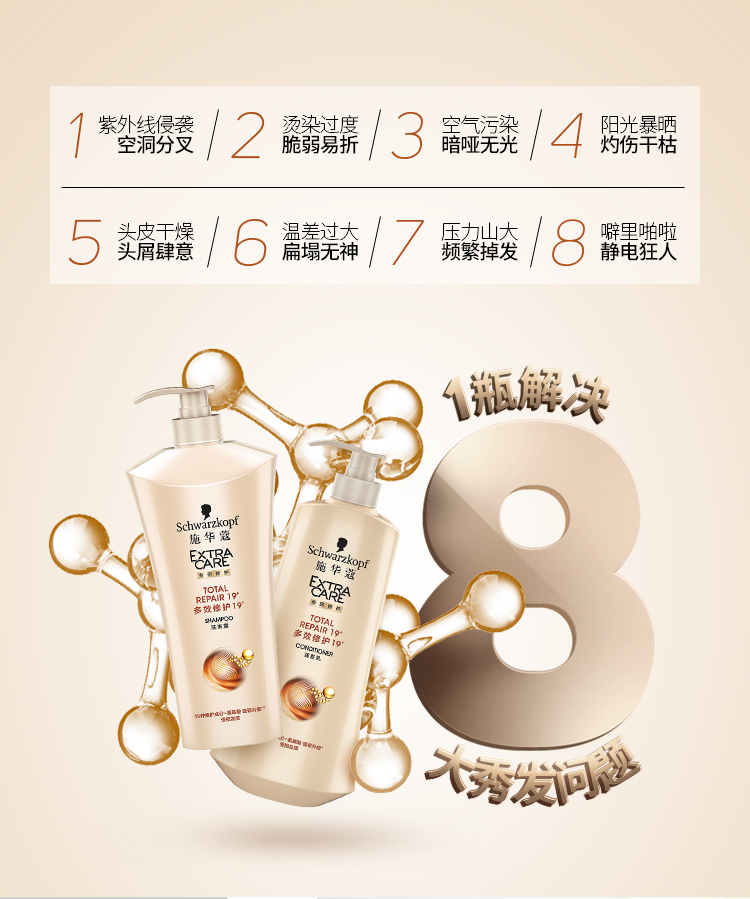 1 紫外线侵袭
空洞分叉
2 烫染过度
脆弱易折
3 空气污染
暗哑无光
4 阳光暴晒
灼伤干枯
5 头皮干燥
头屑肆意
6 温差过大
扁塌无神
7 压力山大
频繁掉发
8 噼里啪啦
静电狂人
1瓶解决
8
大秀发问题
Schwarzkopf
施华蔻
EXTRA
CARE
TOTAL
REPAIR 19+
多效修护19+
SHAMPOO
洗发露
Schwarzkopf
施华蔻
EXTRA
CARE
TOTAL
REPAIR 19+
多效修护19+
CONDITIONER
润发乳